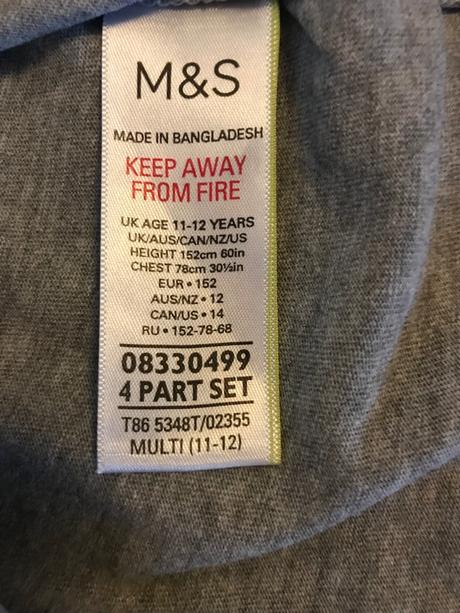 M&S
MADE IN BANGLADESH
KEEP AWAY
FROM FIRE
UK AGE 11-12 YEARS
UK/AUS/CAN/NZ/US
HEIGHT 152cm 60in
CHEST 78cm 30½in
EUR • 152
AUS/NZ • 12
CAN/US • 14
RU • 152-78-68
08330499
4 PART SET
T86 5348T/02355
MULTI (11-12)